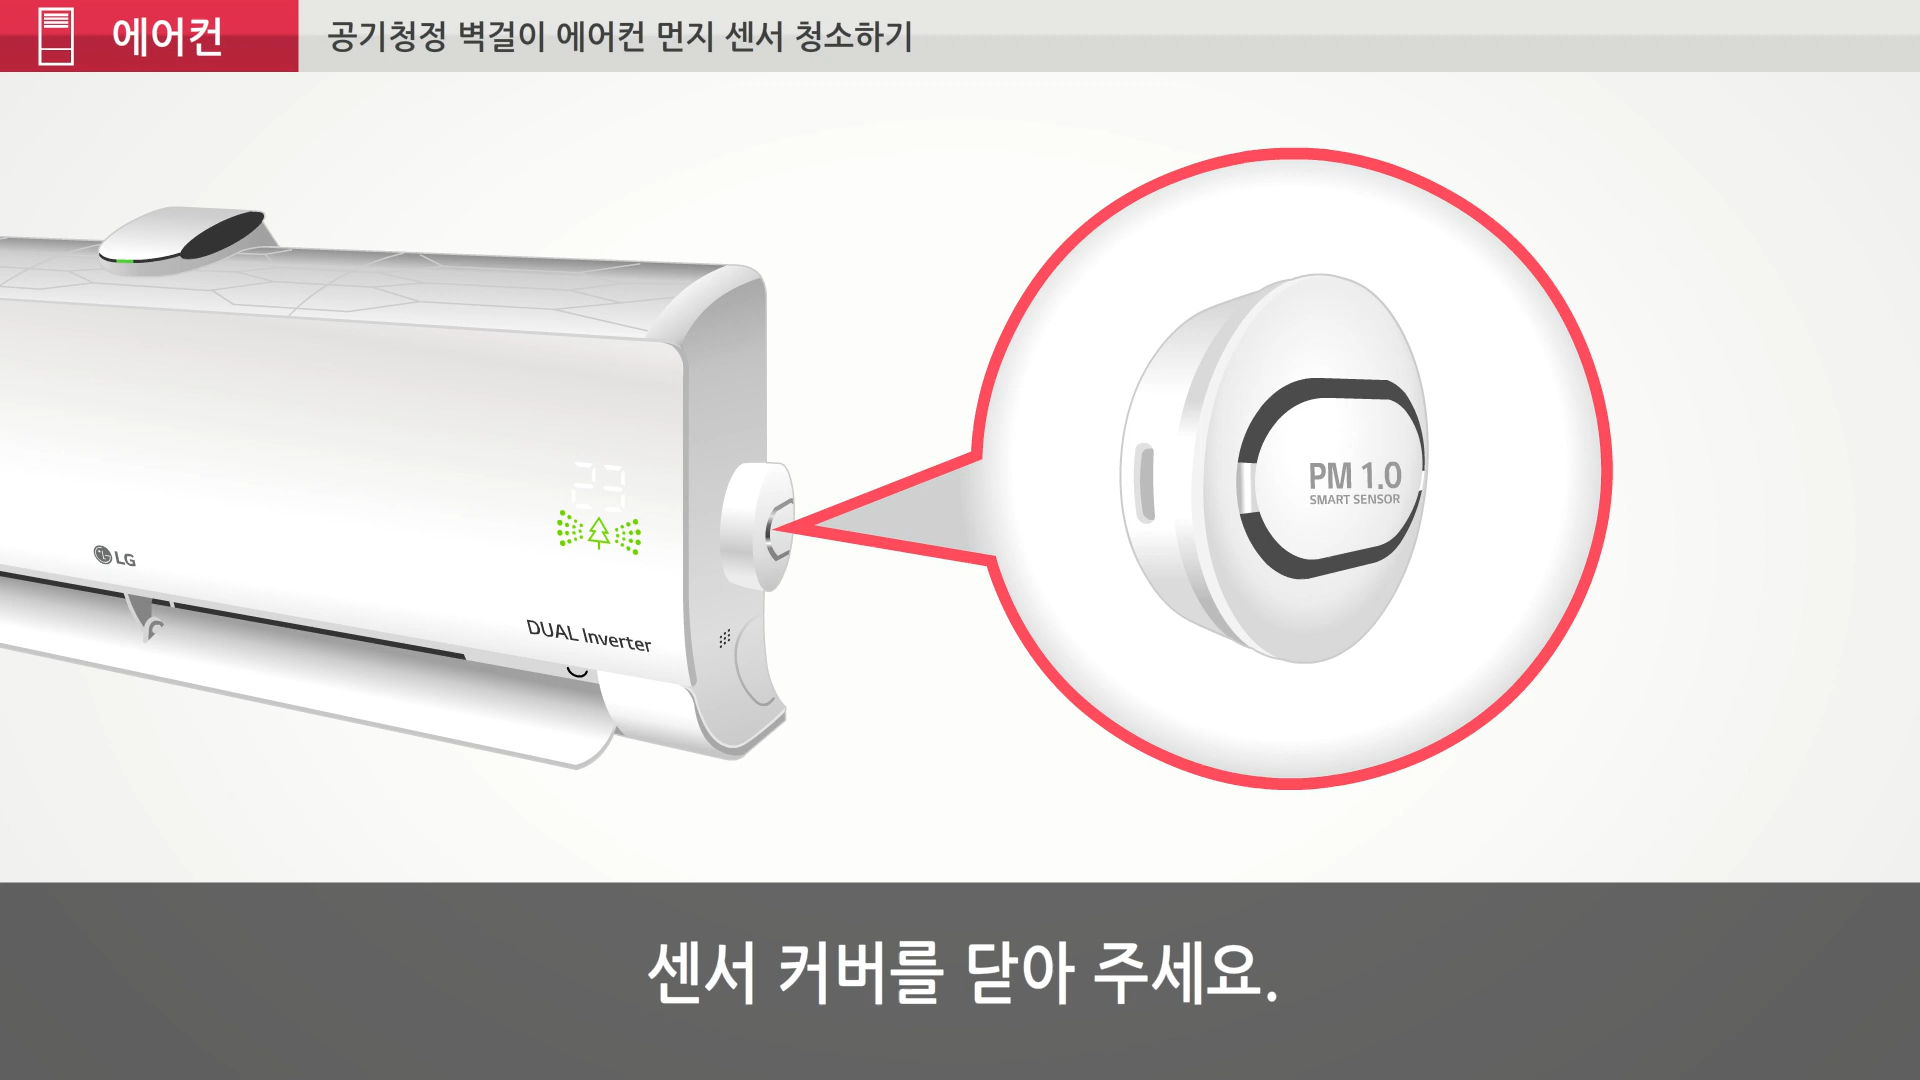 에어컨
공기청정 벽걸이 에어컨 먼지 센서 청소하기
23
LG
DUAL Inverter
PM 1.0
SMART SENSOR
센서 커버를 닫아 주세요.